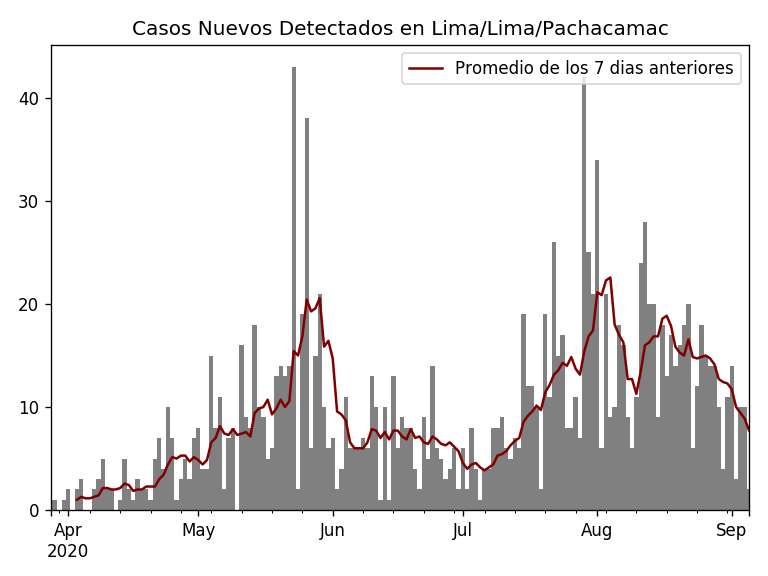 Casos Nuevos Detectados en Lima/Lima/Pachacamac
Promedio de los 7 dias anteriores
40
30
20
10
0
Apr May Jun Jul Aug Sep
2020